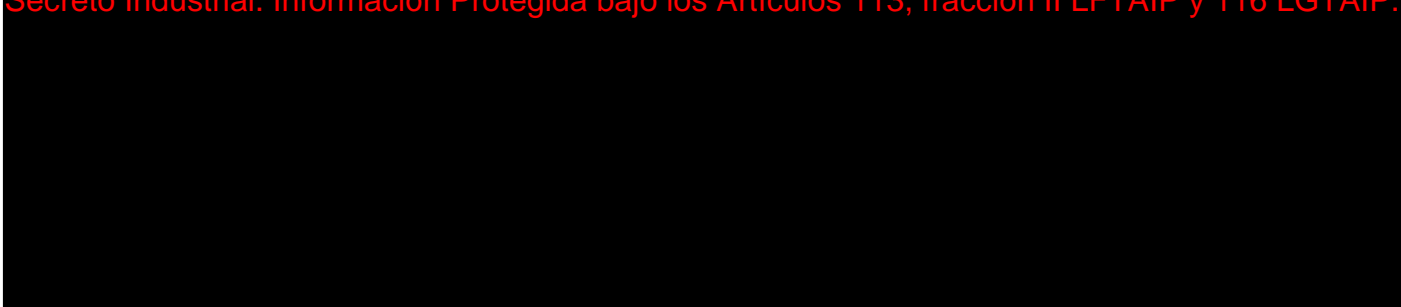 Secreto Industrial. Información Protegida bajo los Artículos 113, fracción II LFTAIP y 116 LGTAIP.